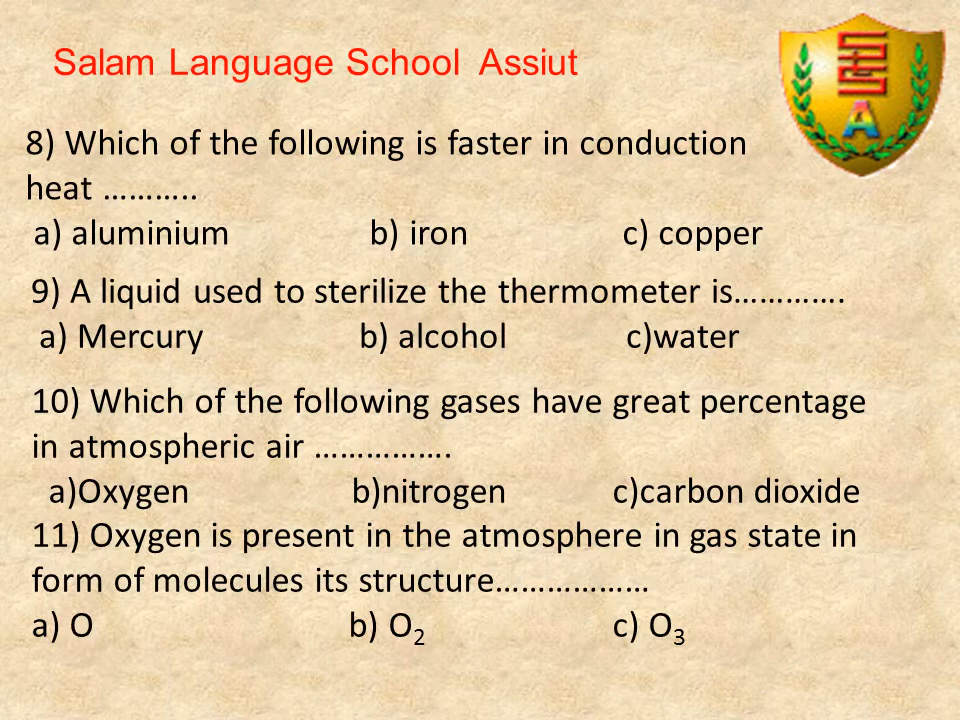 Salam Language School Assiut
8) Which of the following is faster in conduction
heat ………..
a) aluminium b) iron c) copper
9) A liquid used to sterilize the thermometer is………….
a) Mercury b) alcohol c)water
10) Which of the following gases have great percentage
in atmospheric air …………….
a)Oxygen b)nitrogen c)carbon dioxide
11) Oxygen is present in the atmosphere in gas state in
form of molecules its structure………………
a) O b) O₂ c) O₃